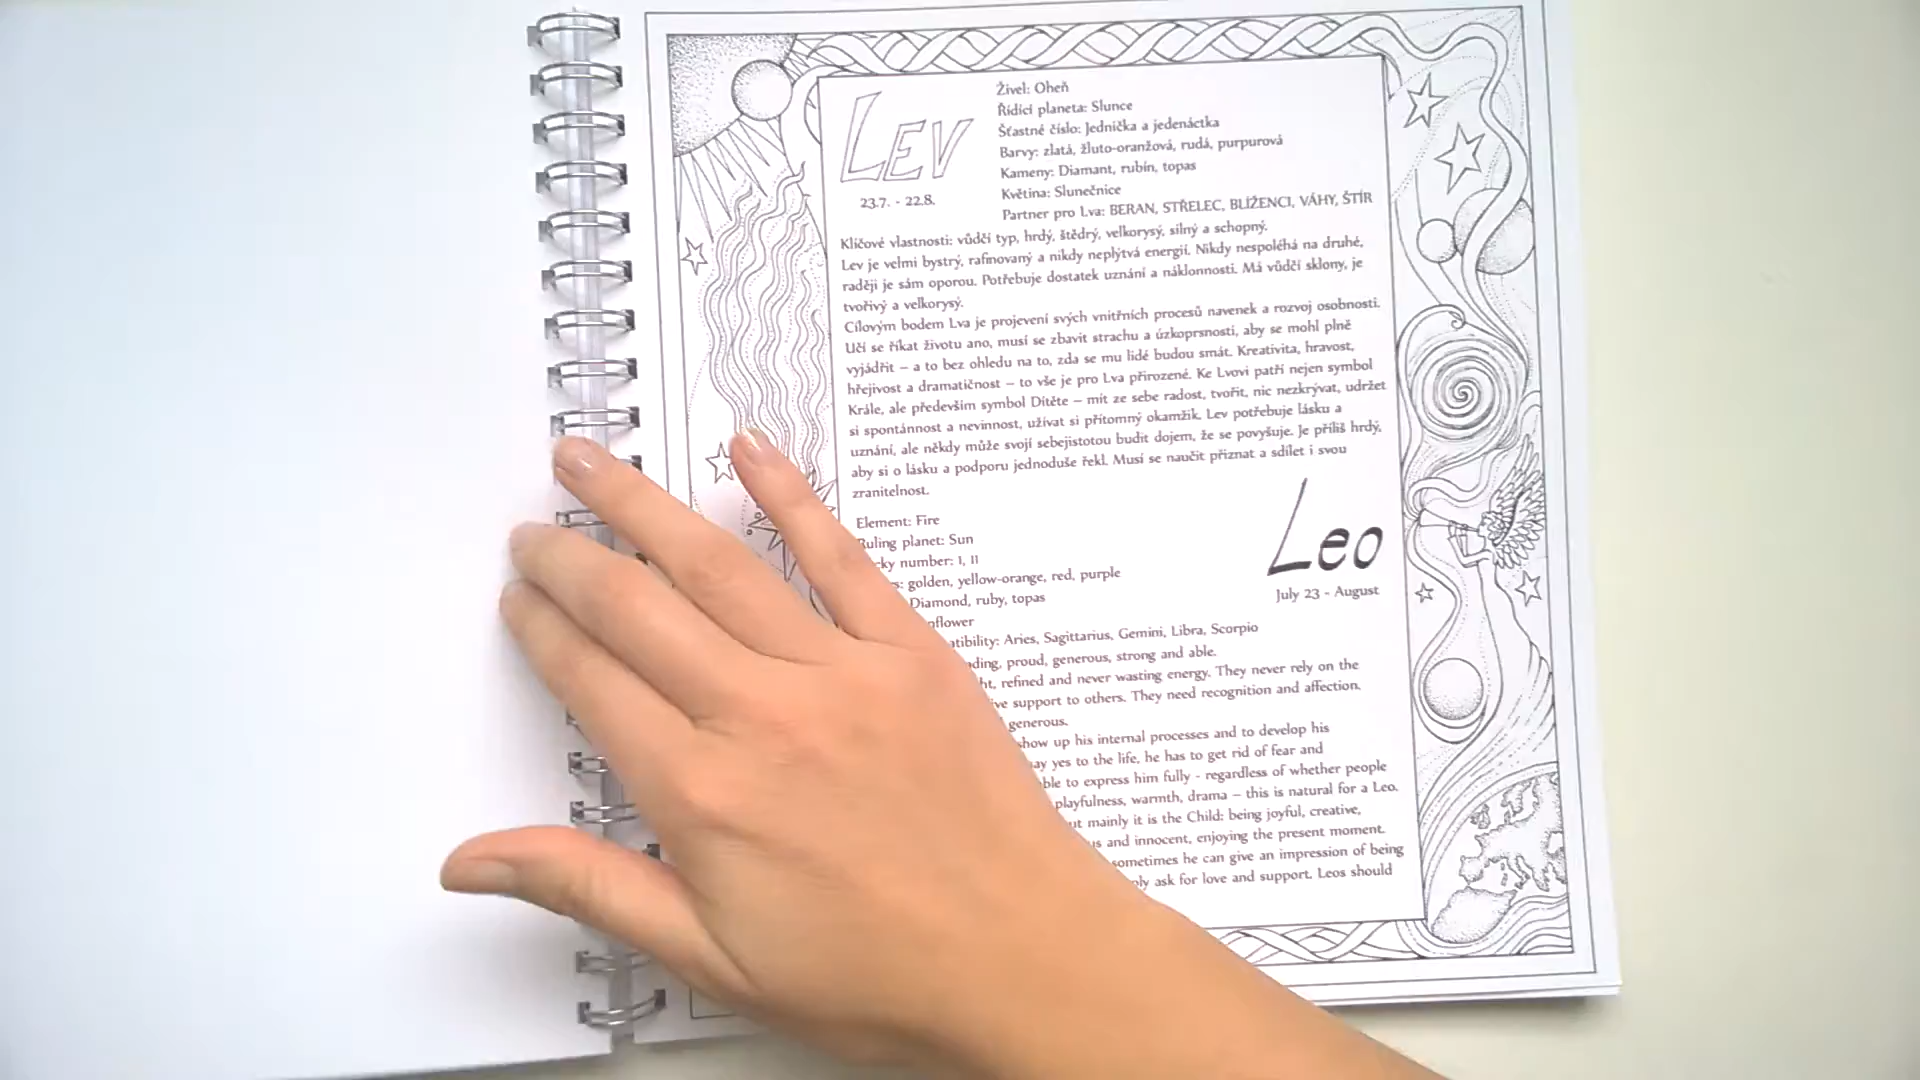 LEV
23.7. - 22.8.
Živel: Oheň
Řídící planeta: Slunce
Šťastné číslo: Jednička a jedenáctka
Barvy: zlatá, žluto-oranžová, rudá, purpurová
Kameny: Diamant, rubín, topas
Květina: Slunečnice
Partner pro Lva: BERAN, STŘELEC, BLÍŽENCI, VÁHY, ŠTÍR
Klíčové vlastnosti: vůdčí typ, hrdý, štědrý, velkorysý, silný a schopný.
Lev je velmi bystrý, rafinovaný a nikdy neplýtvá energií. Nikdy nespoléhá na druhé,
raději je sám oporou. Potřebuje dostatek uznání a náklonnosti. Má vůdčí sklony, je
tvořivý a velkorysý.
Cílovým bodem Lva je projevení svých vnitřních procesů navenek a rozvoj osobnosti.
Učí se říkat životu ano, musí se zbavit strachu a úzkoprsnosti, aby se mohl plně
vyjádřit – a to bez ohledu na to, zda se mu lidé budou smát. Kreativita, hravost,
hřejivost a dramatičnost – to vše je pro Lva přirozené. Ke Lvovi patří nejen symbol
Krále, ale především symbol Dítěte – mít ze sebe radost, tvořit, nic nezkrývat, udržet
si spontánnost a nevinnost, užívat si přítomný okamžik. Lev potřebuje lásku a
uznání, ale někdy může svojí sebejistotou budit dojem, že se povyšuje. Je příliš hrdý,
aby si o lásku a podporu jednoduše řekl. Musí se naučit přiznat a sdílet i svou
zranitelnost.
Element: Fire
Ruling planet: Sun
number: 1, 11
golden, yellow-orange, red, purple
Diamond, ruby, topas
Leo
July 23 - August
Aries, Sagittarius, Gemini, Libra, Scorpio
proud, generous, strong and able.
refined and never wasting energy. They never rely on the
support to others. They need recognition and affection,
generous.
show up his internal processes and to develop his
yes to the life, he has to get rid of fear and
to express him fully - regardless of whether people
playfulness, warmth, drama – this is natural for a Leo.
mainly it is the Child: being joyful, creative,
and innocent, enjoying the present moment.
sometimes he can give an impression of being
ask for love and support. Leos should